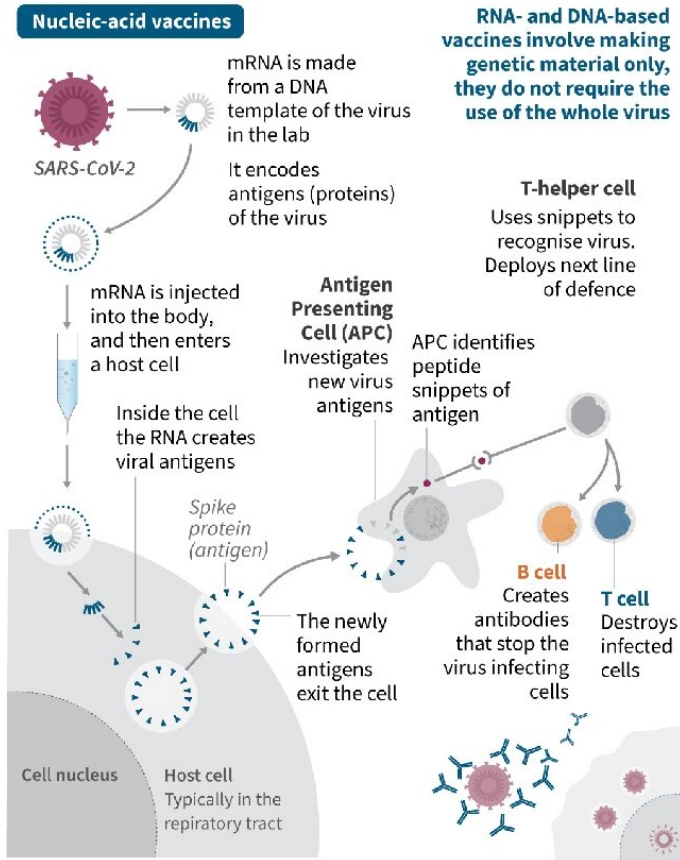 Nucleic-acid vaccines
RNA- and DNA-based
vaccines involve making
genetic material only,
they do not require the
use of the whole virus
mRNA is made
from a DNA
template of the virus
in the lab
SARS-CoV-2
It encodes
antigens (proteins)
of the virus
T-helper cell
Uses snippets to
recognise virus.
Deploys next line
of defence
mRNA is injected
into the body,
and then enters
a host cell
Antigen
Presenting
Cell (APC)
Investigates
new virus
antigens
APC identifies
peptide
snippets of
antigen
Inside the cell
the RNA creates
viral antigens
Spike
protein
(antigen)
The newly
formed
antigens
exit the cell
B cell
Creates
antibodies
that stop the
virus infecting
cells
T cell
Destroys
infected
cells
Cell nucleus
Host cell
Typically in the
repiratory tract